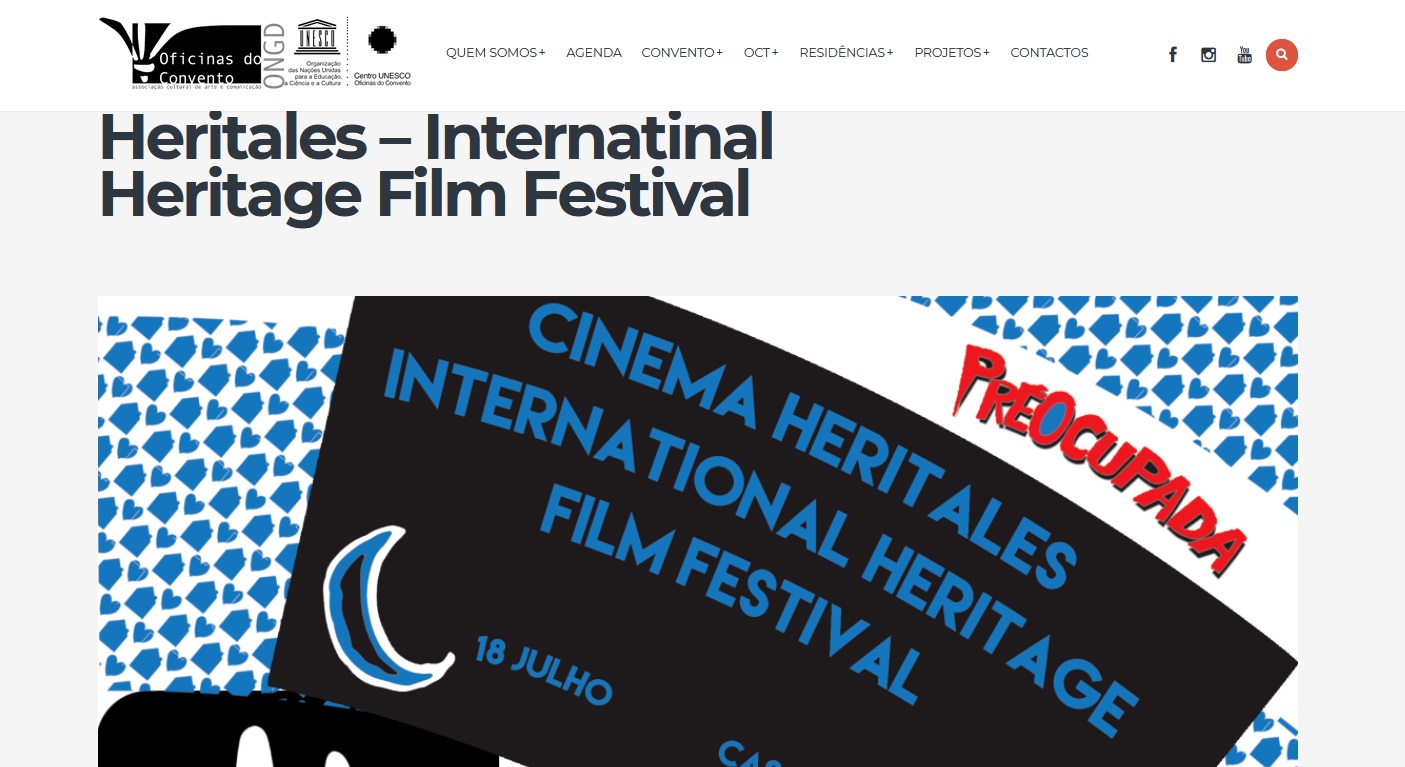 Oficinas do
Convento
associação cultural de arte e comunicação
ONGD
UNESCO
Organização
das Nações Unidas
para a Educação,
a Ciência e a Cultura
Centro UNESCO
Oficinas do Convento
QUEM SOMOS+
AGENDA
CONVENTO+
OCT+
RESIDÊNCIAS+
PROJETOS+
CONTACTOS
You
Tube
Heritales – Internatinal
Heritage Film Festival
CINEMA HERITALES
INTERNATIONAL HERITAGE
FILM FESTIVAL
18 JULHO
PREOCUPADA